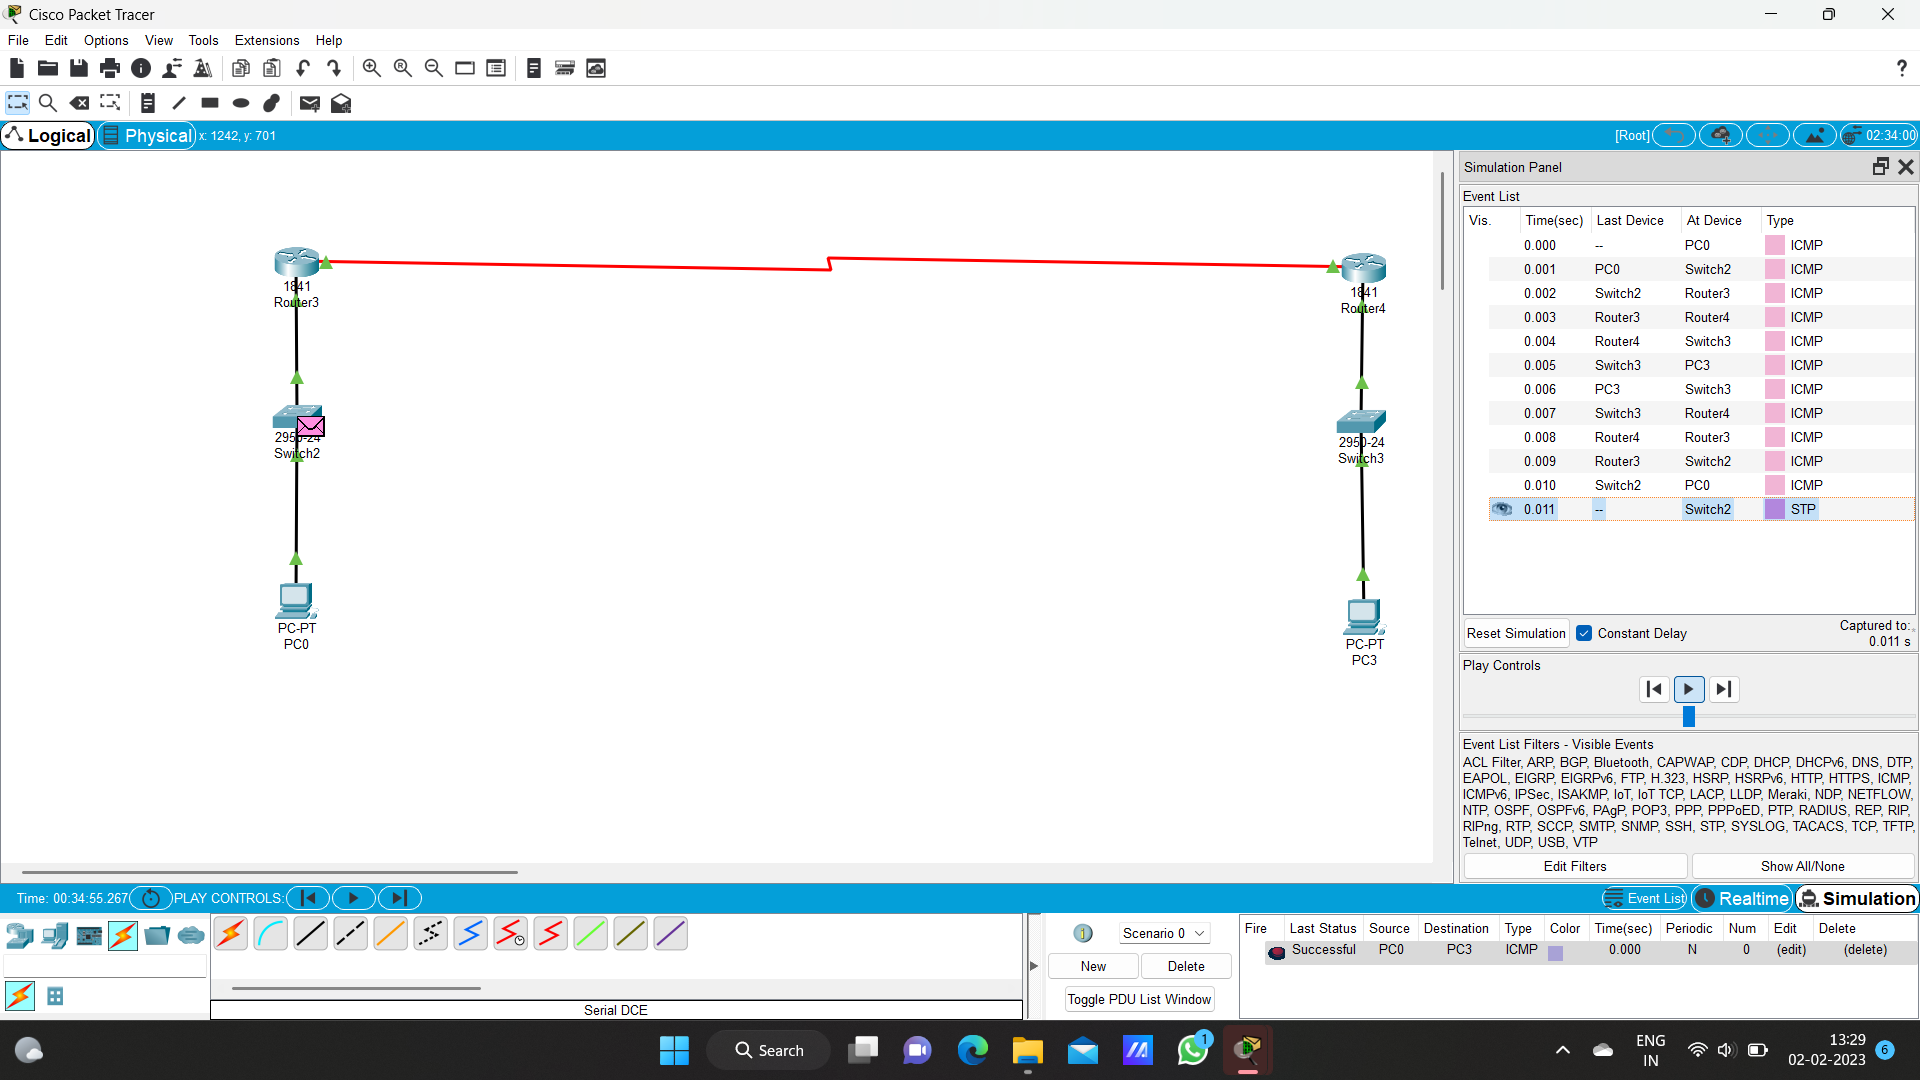 Cisco Packet Tracer
File Edit Options View Tools Extensions Help
?
Logical Physical x: 1242, y: 701 [Root] 02:34:00
Simulation Panel
Event List
Vis. Time(sec) Last Device At Device Type
0.000 -- PC0 ICMP
0.001 PC0 Switch2 ICMP
0.002 Switch2 Router3 ICMP
0.003 Router3 Router4 ICMP
0.004 Router4 Switch3 ICMP
0.005 Switch3 PC3 ICMP
0.006 PC3 Switch3 ICMP
0.007 Switch3 Router4 ICMP
0.008 Router4 Router3 ICMP
0.009 Router3 Switch2 ICMP
0.010 Switch2 PC0 ICMP
0.011 -- Switch2 STP
Reset Simulation Constant Delay Captured to:
0.011 s
Play Controls
Event List Filters - Visible Events
ACL Filter, ARP, BGP, Bluetooth, CAPWAP, CDP, DHCP, DHCPv6, DNS, DTP,
EAPOL, EIGRP, EIGRPv6, FTP, H.323, HSRP, HSRPv6, HTTP, HTTPS, ICMP,
ICMPv6, IPSec, ISAKMP, IoT, IoT TCP, LACP, LLDP, Meraki, NDP, NETFLOW,
NTP, OSPF, OSPFv6, PAgP, POP3, PPP, PPPoED, PTP, RADIUS, REP, RIP,
RIPng, RTP, SCCP, SMTP, SNMP, SSH, STP, SYSLOG, TACACS, TCP, TFTP,
Telnet, UDP, USB, VTP
Edit Filters Show All/None
1841
Router3
2950-24
Switch2
PC-PT
PC0
1841
Router4
2950-24
Switch3
PC-PT
PC3
Time: 00:34:55.267 PLAY CONTROLS: Event List Realtime Simulation
Serial DCE
1 Scenario 0
New Delete
Toggle PDU List Window
Fire Last Status Source Destination Type Color Time(sec) Periodic Num Edit Delete
Successful PC0 PC3 ICMP 0.000 N 0 (edit) (delete)
Search
1
ENG
IN
13:29
02-02-2023
6